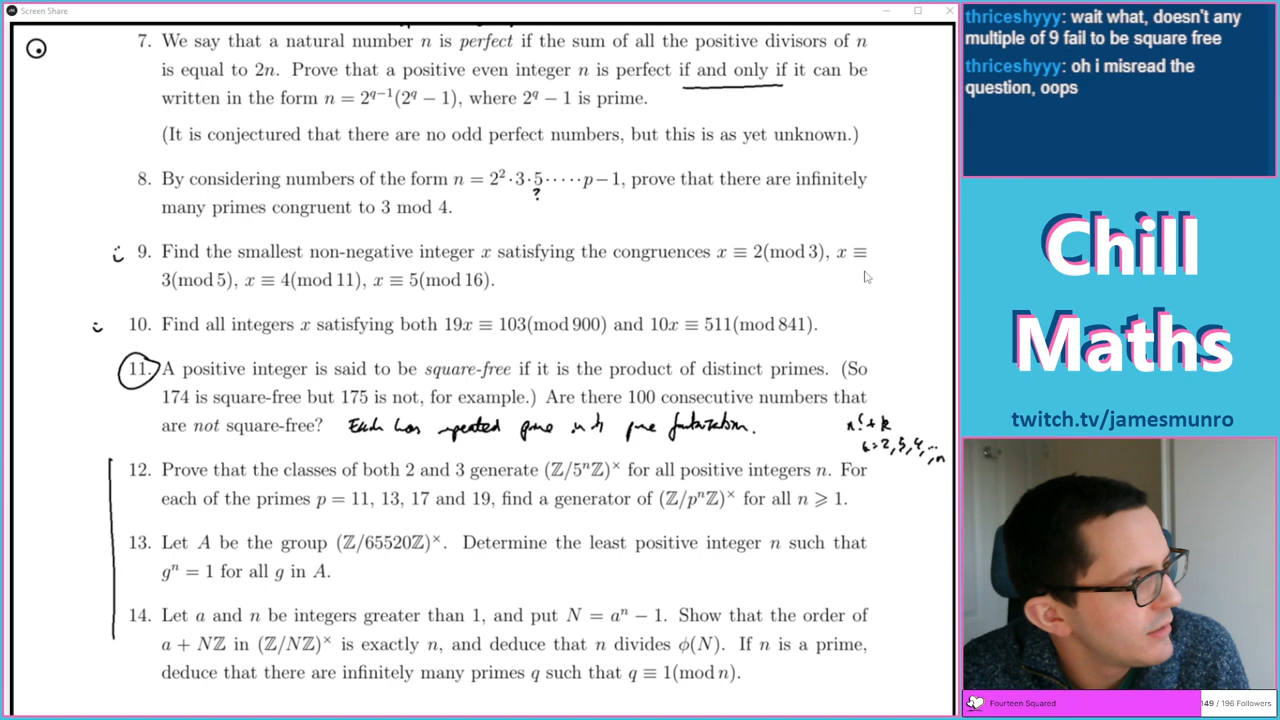 Screen Share
7. We say that a natural number n is perfect if the sum of all the positive divisors of n
is equal to 2n. Prove that a positive even integer n is perfect if and only if it can be
written in the form n = 2^{q−1}(2^q − 1), where 2^q − 1 is prime.
(It is conjectured that there are no odd perfect numbers, but this is as yet unknown.)
8. By considering numbers of the form n = 2²·3·5·····p−1, prove that there are infinitely
?
many primes congruent to 3 mod 4.
9. Find the smallest non-negative integer x satisfying the congruences x ≡ 2(mod 3), x ≡
3(mod 5), x ≡ 4(mod 11), x ≡ 5(mod 16).
10. Find all integers x satisfying both 19x ≡ 103(mod 900) and 10x ≡ 511(mod 841).
11. A positive integer is said to be square-free if it is the product of distinct primes. (So
174 is square-free but 175 is not, for example.) Are there 100 consecutive numbers that
are not square-free? Each has repeated prime in its prime factorisation.
n! + k
k=2,3,4,...,n
12. Prove that the classes of both 2 and 3 generate (ℤ/5ⁿℤ)^× for all positive integers n. For
each of the primes p = 11, 13, 17 and 19, find a generator of (ℤ/pⁿℤ)^× for all n ⩾ 1.
13. Let A be the group (ℤ/65520ℤ)^×. Determine the least positive integer n such that
gⁿ = 1 for all g in A.
14. Let a and n be integers greater than 1, and put N = aⁿ − 1. Show that the order of
a + Nℤ in (ℤ/Nℤ)^× is exactly n, and deduce that n divides ϕ(N). If n is a prime,
deduce that there are infinitely many primes q such that q ≡ 1(mod n).
thriceshyyy: wait what, doesn't any
multiple of 9 fail to be square free
thriceshyyy: oh i misread the
question, oops
Chill
Maths
twitch.tv/jamesmunro
Fourteen Squared
149 / 196 Followers